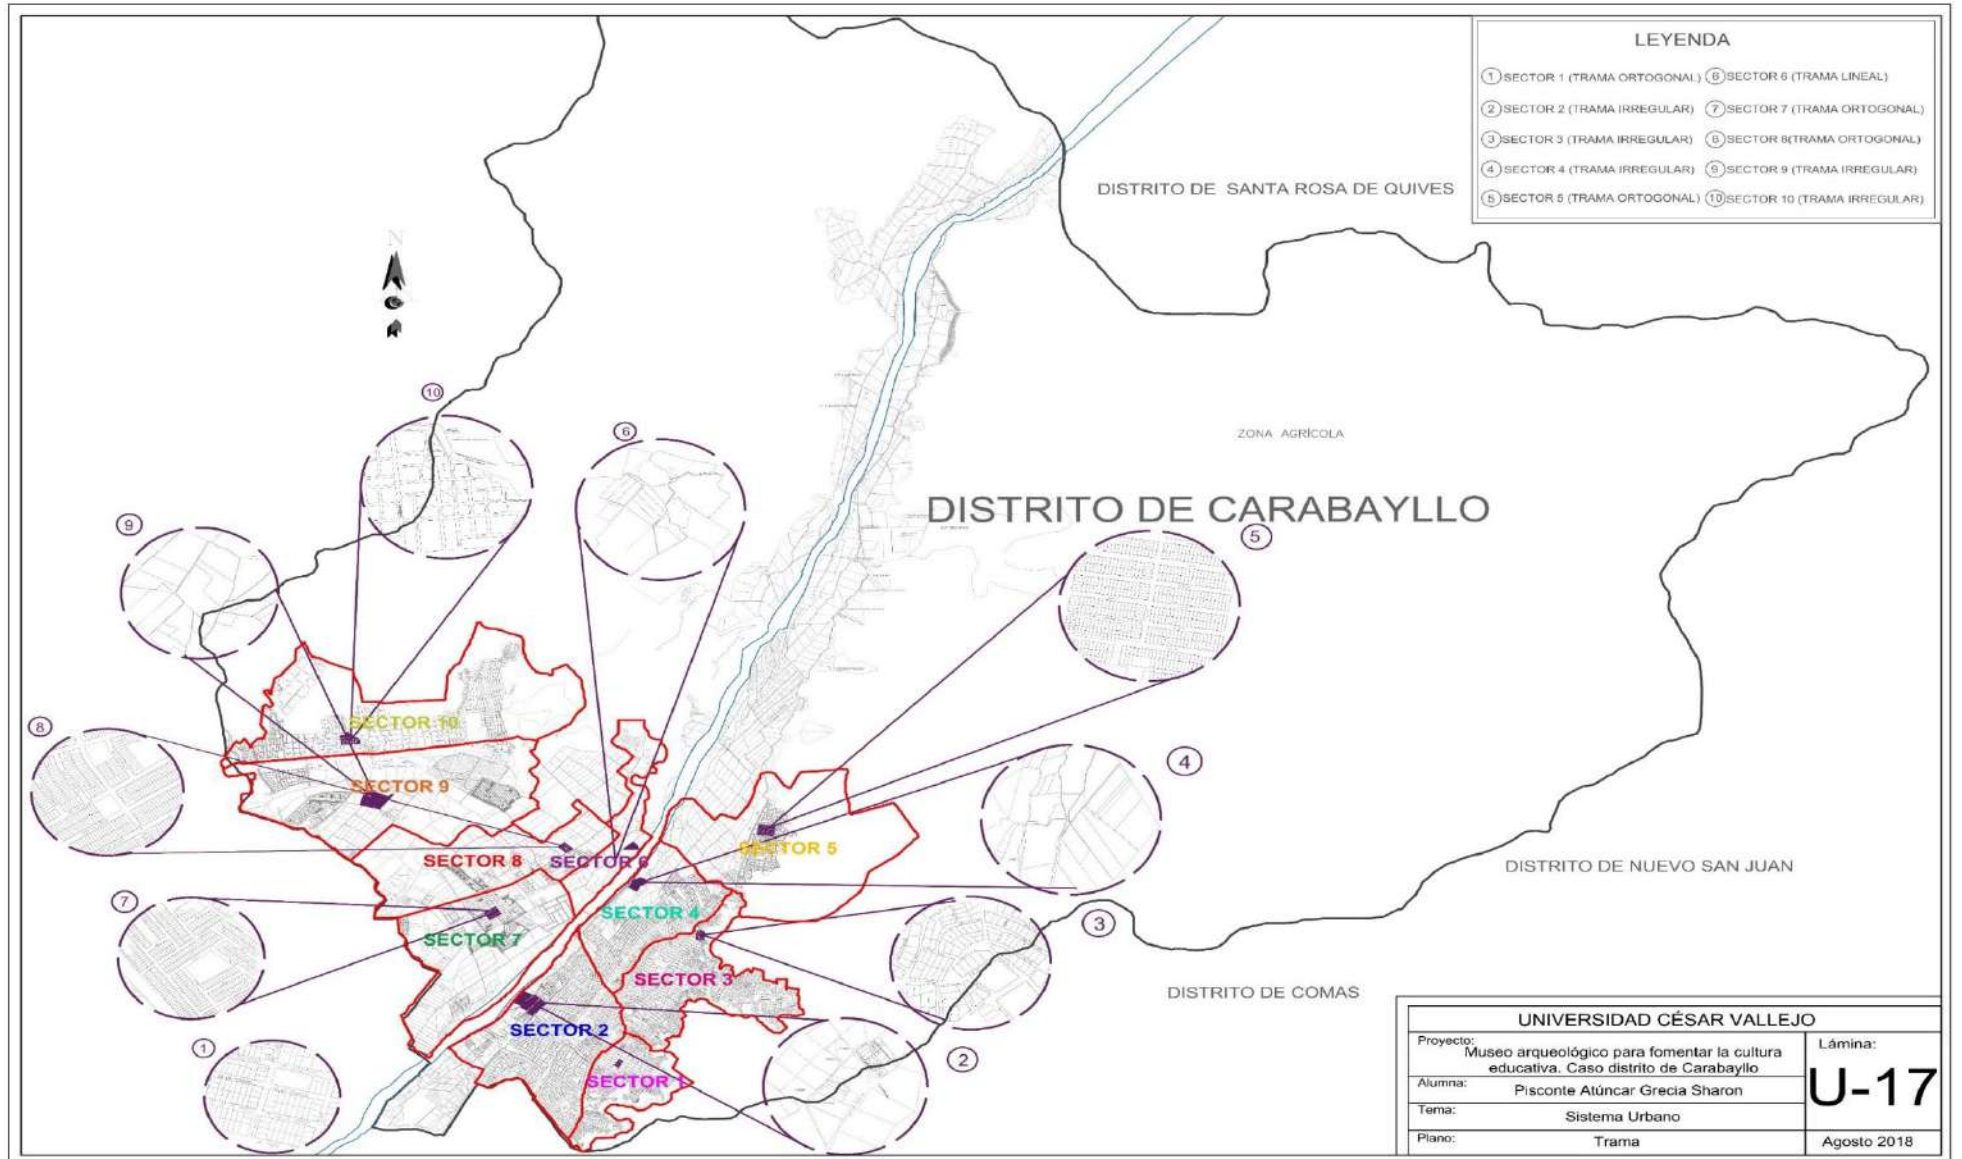 LEYENDA
1 SECTOR 1 (TRAMA ORTOGONAL) 6 SECTOR 6 (TRAMA LINEAL)
2 SECTOR 2 (TRAMA IRREGULAR) 7 SECTOR 7 (TRAMA ORTOGONAL)
3 SECTOR 3 (TRAMA IRREGULAR) 6 SECTOR 8(TRAMA ORTOGONAL)
4 SECTOR 4 (TRAMA IRREGULAR) 9 SECTOR 9 (TRAMA IRREGULAR)
5 SECTOR 5 (TRAMA ORTOGONAL) 10 SECTOR 10 (TRAMA IRREGULAR)
DISTRITO DE SANTA ROSA DE QUIVES
N
10
6
ZONA AGRÍCOLA
DISTRITO DE CARABAYLLO
9
5
SECTOR 10
8
4
SECTOR 9
SECTOR 5
SECTOR 8
SECTOR 6
DISTRITO DE NUEVO SAN JUAN
7
SECTOR 4
3
SECTOR 7
SECTOR 3
DISTRITO DE COMAS
SECTOR 2
1
2
SECTOR 1
UNIVERSIDAD CÉSAR VALLEJO
Proyecto: Museo arqueológico para fomentar la cultura
educativa. Caso distrito de Carabayllo
Lámina:
U-17
Alumna: Pisconte Atúncar Grecia Sharon
Tema: Sistema Urbano
Plano: Trama
Agosto 2018